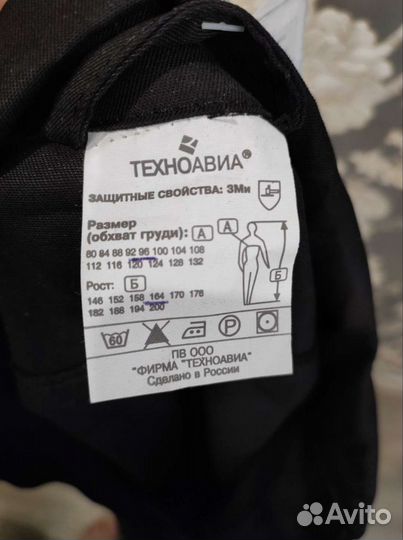 ТЕХНОАВИА®
ЗАЩИТНЫЕ СВОЙСТВА: ЗМи
Размер
(обхват груди): А
А
80 84 88 92 96 100 104 108
112 116 120 124 128 132
Б
Рост: Б
146 152 158 164 170 176
182 188 194 200
60 P
ПВ ООО
"ФИРМА "ТЕХНОАВИА"
Сделано в России
Avito